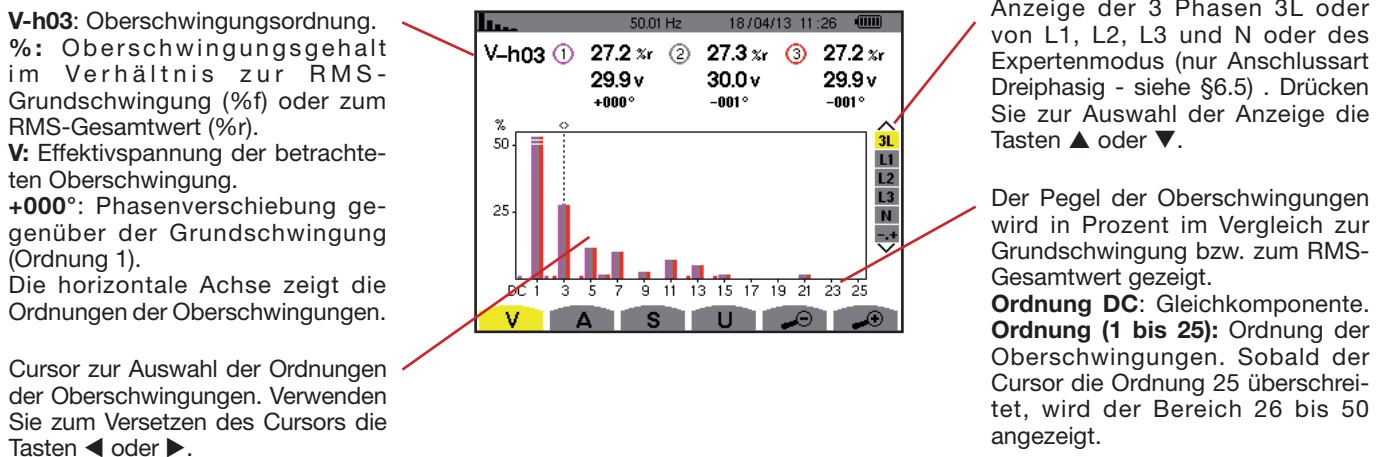 V-h03: Oberschwingungsordnung.
%: Oberschwingungsgehalt
im Verhältnis zur RMS-
Grundschwingung (%f) oder zum
RMS-Gesamtwert (%r).
V: Effektivspannung der betrachte-
ten Oberschwingung.
+000°: Phasenverschiebung ge-
genüber der Grundschwingung
(Ordnung 1).
Die horizontale Achse zeigt die
Ordnungen der Oberschwingungen.
Cursor zur Auswahl der Ordnungen
der Oberschwingungen. Verwenden
Sie zum Versetzen des Cursors die
Tasten ◄ oder ►.
50.01 Hz 18/04/13 11:26
V-h03 ① 27.2 %r ② 27.3 %r ③ 27.2 %r
29.9 v 30.0 v 29.9 v
+000° -001° -001°
%
50
25
DC 1 3 5 7 9 11 13 15 17 19 21 23 25
3L
L1
L2
L3
N
-.+
V A S U
Anzeige der 3 Phasen 3L oder
von L1, L2, L3 und N oder des
Expertenmodus (nur Anschlussart
Dreiphasig - siehe §6.5) . Drücken
Sie zur Auswahl der Anzeige die
Tasten ▲ oder ▼.
Der Pegel der Oberschwingungen
wird in Prozent im Vergleich zur
Grundschwingung bzw. zum RMS-
Gesamtwert gezeigt.
Ordnung DC: Gleichkomponente.
Ordnung (1 bis 25): Ordnung der
Oberschwingungen. Sobald der
Cursor die Ordnung 25 überschrei-
tet, wird der Bereich 26 bis 50
angezeigt.